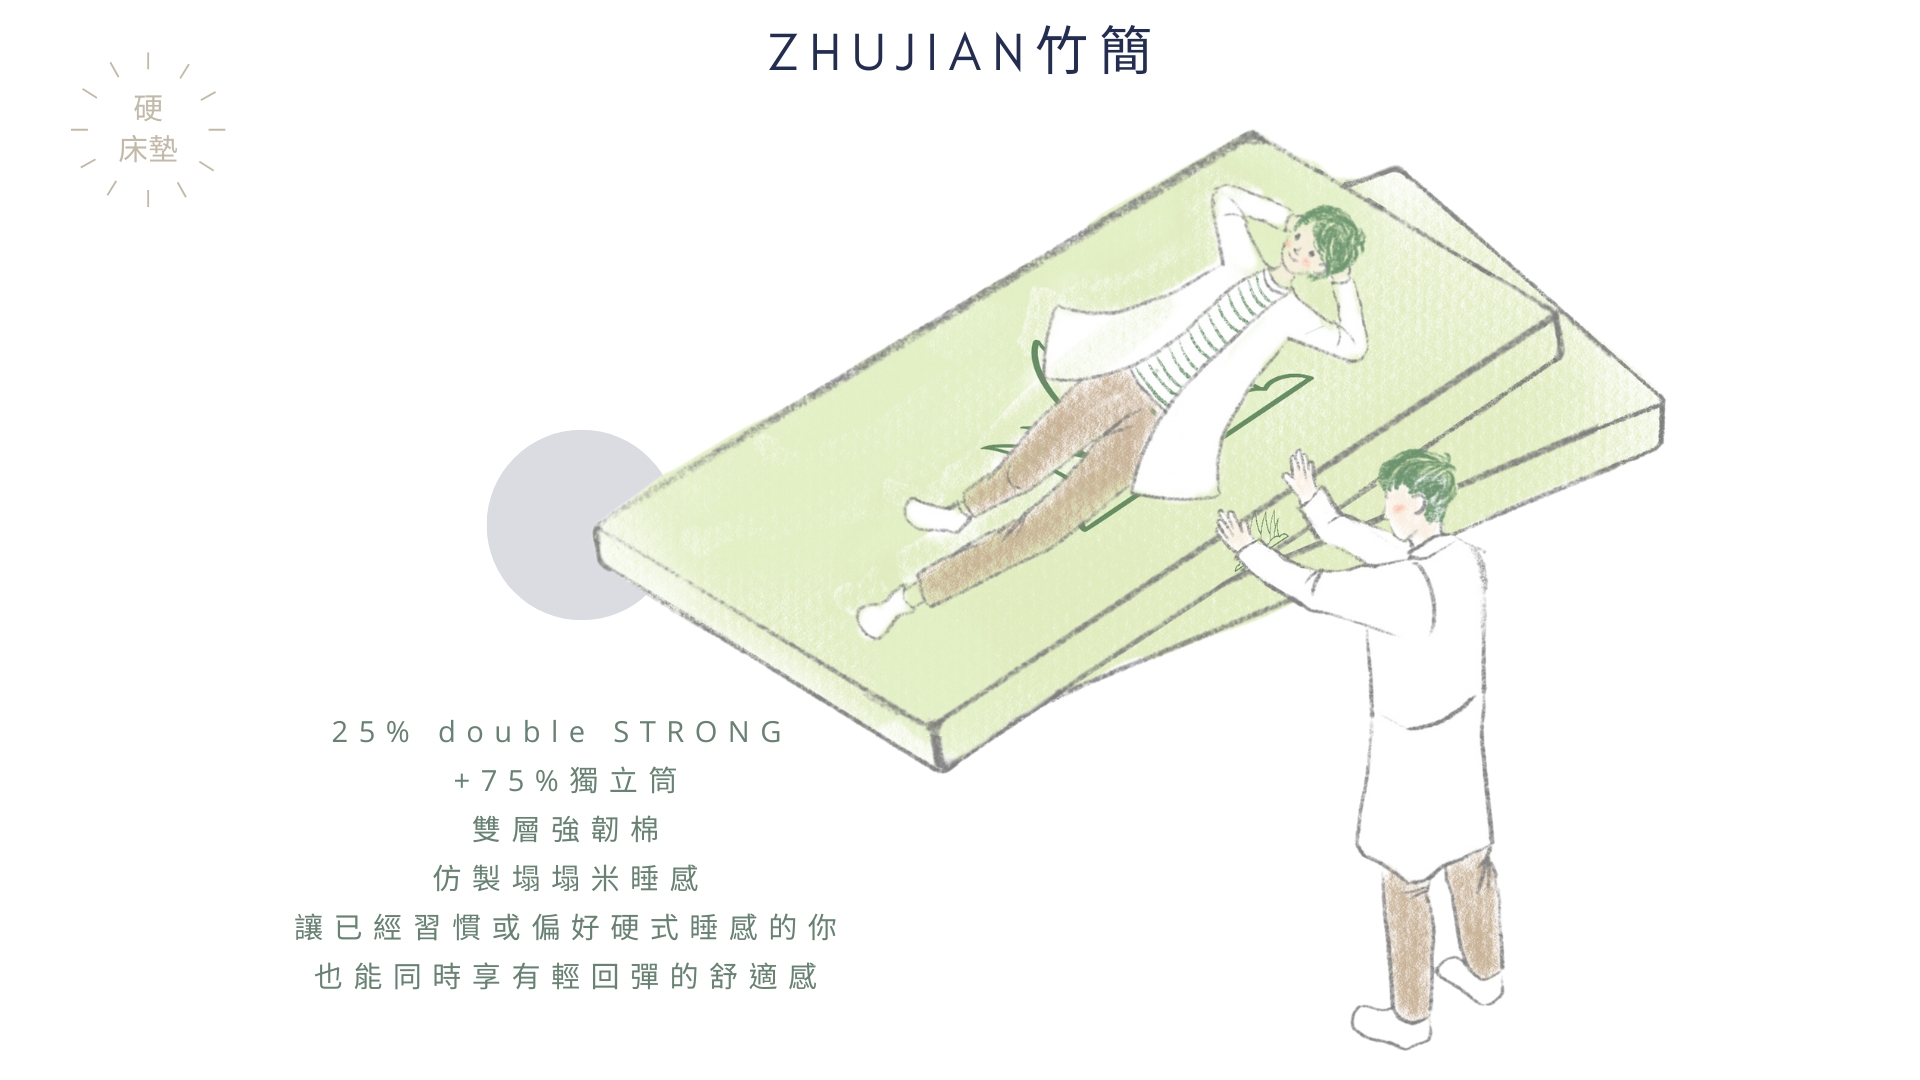 ZHUJIAN竹簡
硬
床墊
25% double STRONG
+75%獨立筒
雙層強韌棉
仿製塌塌米睡感
讓已經習慣或偏好硬式睡感的你
也能同時享有輕回彈的舒適感